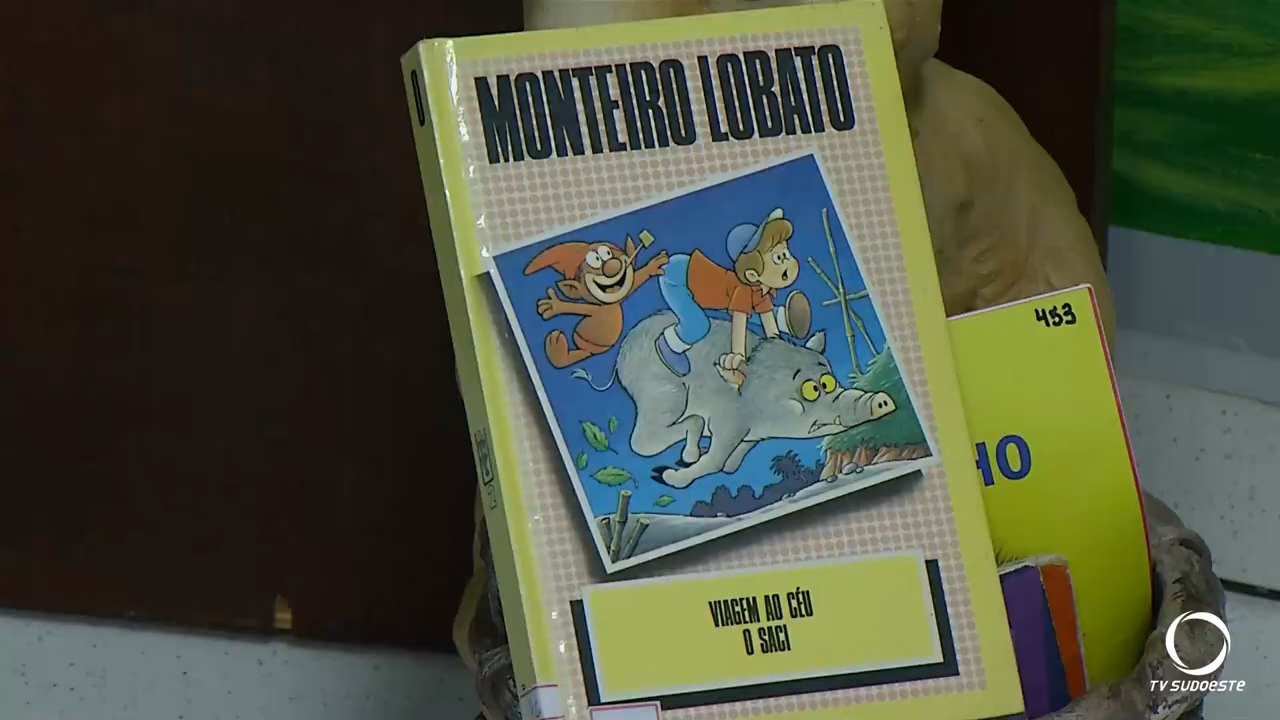 MONTEIRO LOBATO
453
HO
VIAGEM AO CÉU
O SACI
TV SUDOESTE